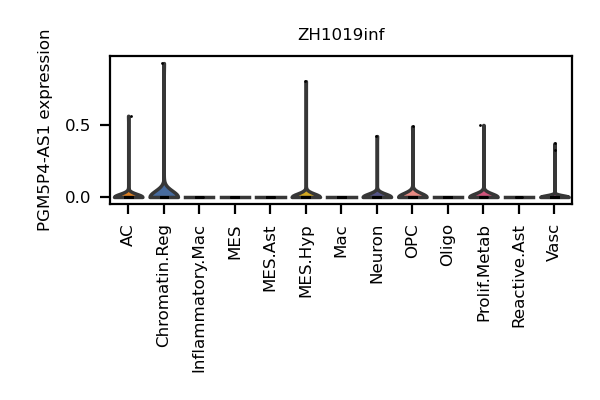 ZH1019inf
PGM5P4-AS1 expression
0.5
0.0
AC
Chromatin.Reg
Inflammatory.Mac
MES
MES.Ast
MES.Hyp
Mac
Neuron
OPC
Oligo
Prolif.Metab
Reactive.Ast
Vasc